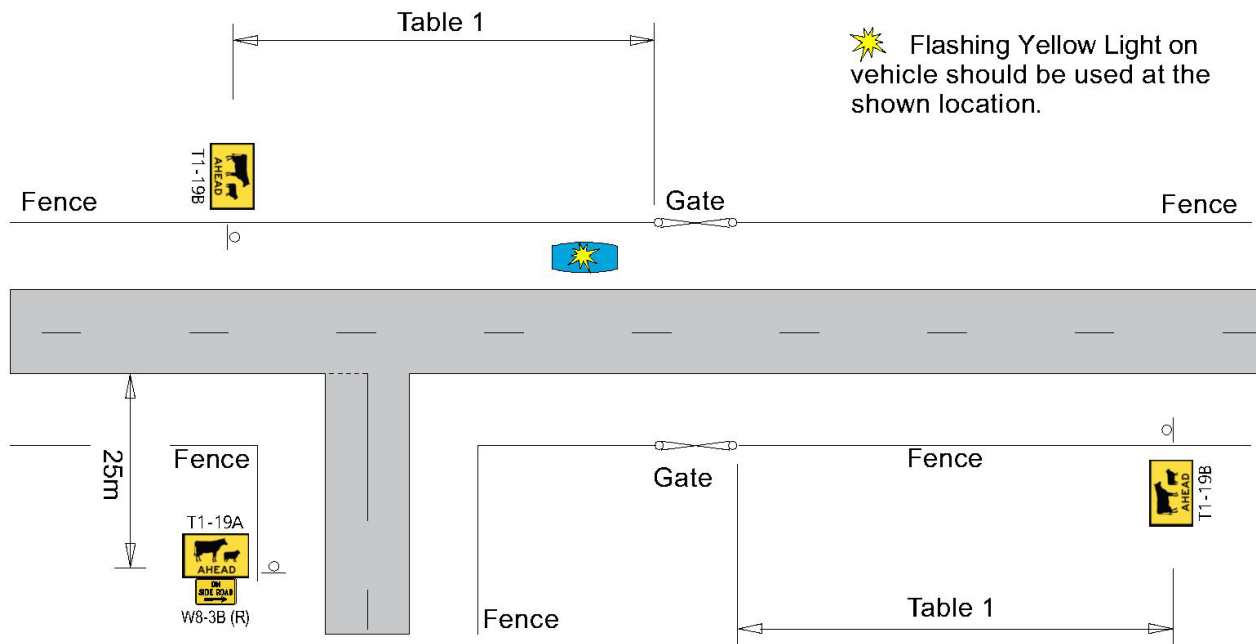 Table 1
Flashing Yellow Light on
vehicle should be used at the
shown location.
AHEAD
T1-19B
Fence
Gate
Fence
25m
Fence
Gate
Fence
AHEAD
T1-19B
T1-19A
AHEAD
ON
SIDE ROAD
W8-3B (R)
Fence
Table 1